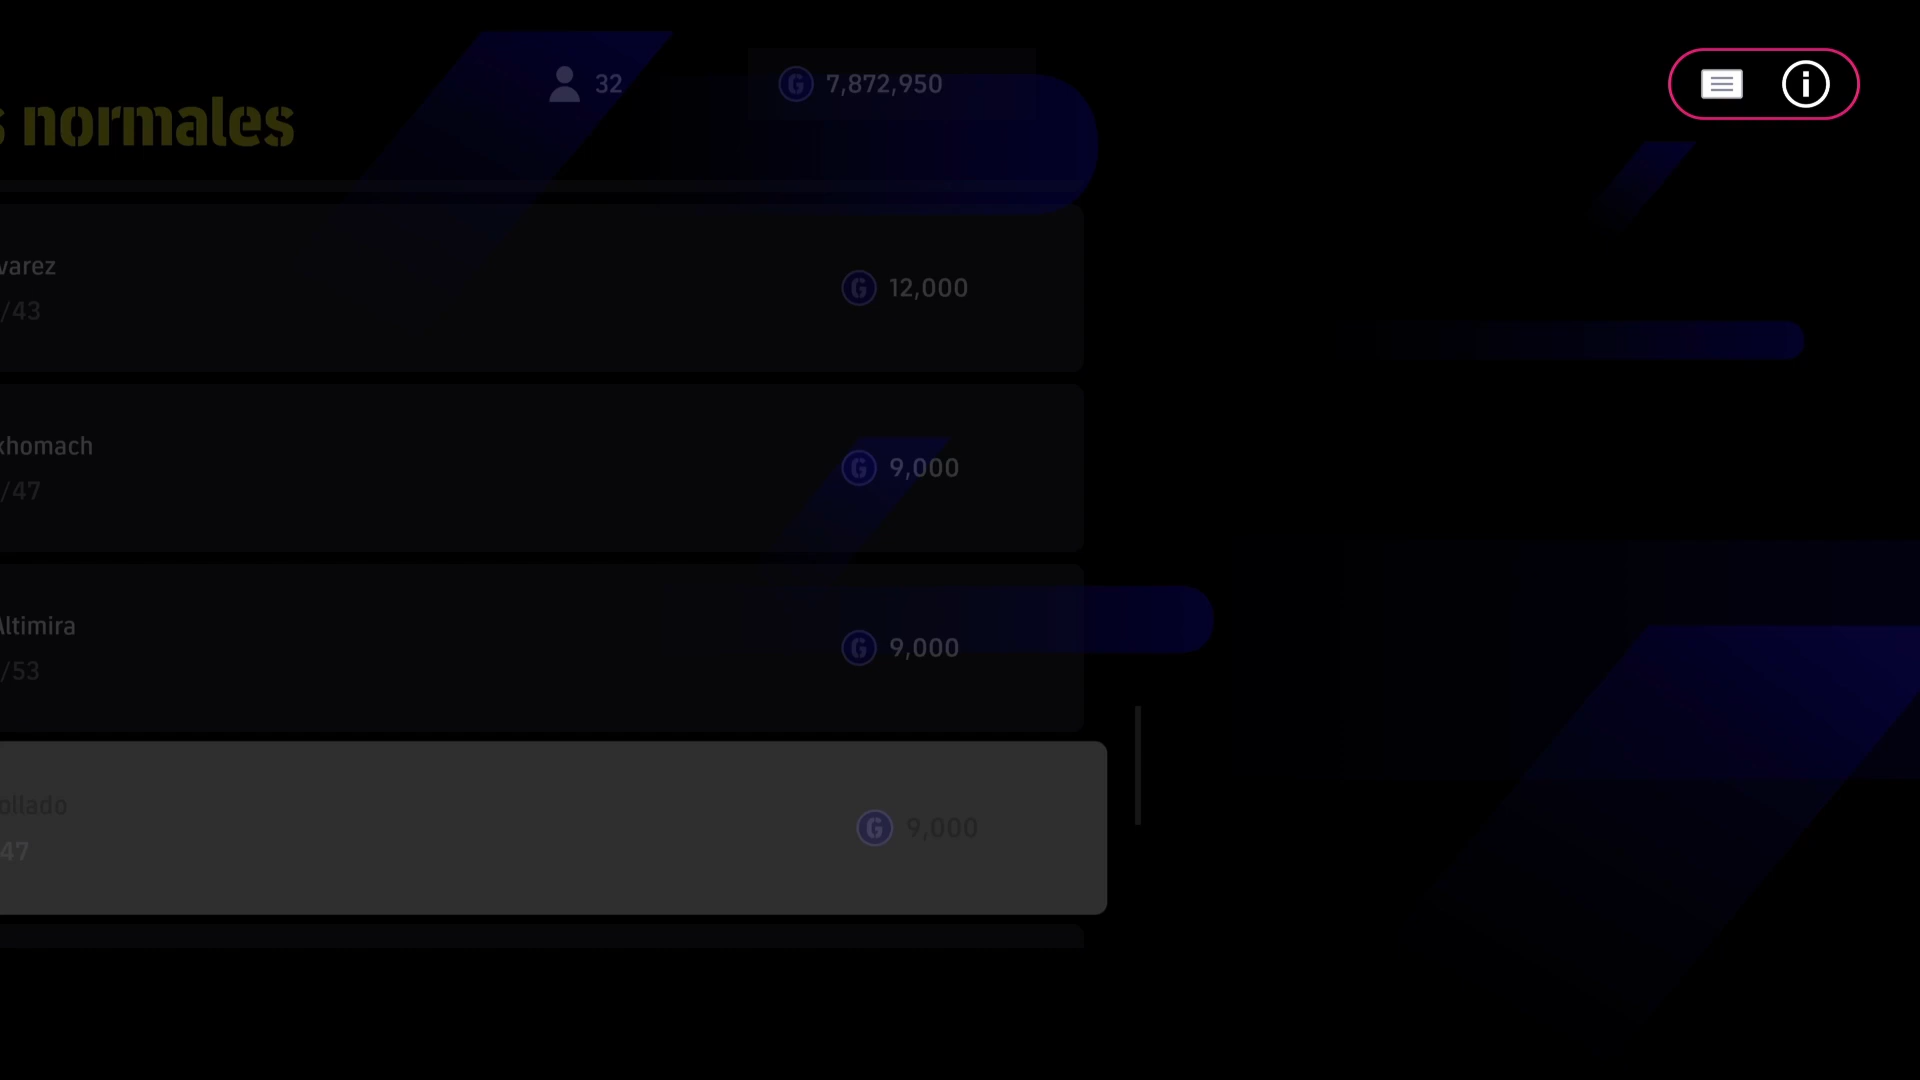 32
7,872,950
s normales
varez
/43
12,000
khomach
/47
9,000
Altimira
/53
9,000
ollado
47
9,000